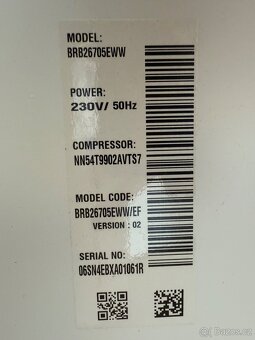 MODEL:
BRB26705EWW
POWER:
230V/ 50Hz
COMPRESSOR:
NN54T9902AVTS7
MODEL CODE:
BRB26705EWW/EF
VERSION : 02
SERIAL NO:
06SN4EBXA01061R